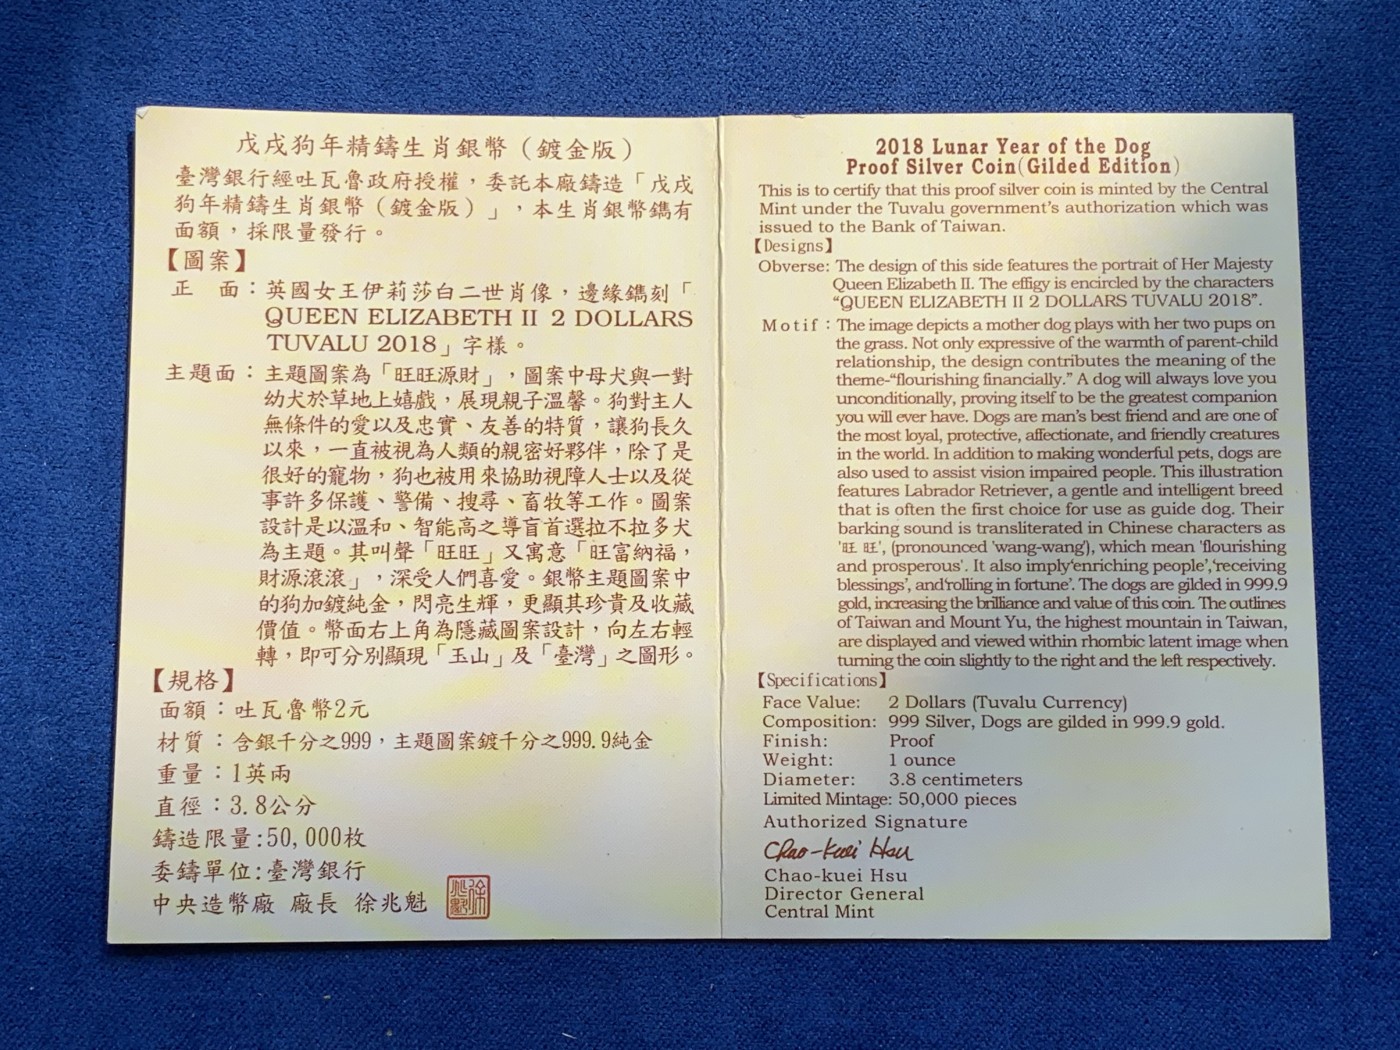 戊戌狗年精鑄生肖銀幣（鍍金版）
臺灣銀行經吐瓦魯政府授權，委託本廠鑄造「戊戌
狗年精鑄生肖銀幣（鍍金版）」，本生肖銀幣鐫有
面額，採限量發行。
【圖案】
正　面：英國女王伊莉莎白二世肖像，邊緣鐫刻「
QUEEN ELIZABETH II 2 DOLLARS
TUVALU 2018」字樣。
主題面：主題圖案為「旺旺源財」，圖案中母犬與一對
幼犬於草地上嬉戲，展現親子溫馨。狗對主人
無條件的愛以及忠實、友善的特質，讓狗長久
以來，一直被視為人類的親密好夥伴，除了是
很好的寵物，狗也被用來協助視障人士以及從
事許多保護、警備、搜尋、畜牧等工作。圖案
設計是以溫和、智能高之導盲首選拉不拉多犬
為主題。其叫聲「旺旺」又寓意「旺富納福，
財源滾滾」，深受人們喜愛。銀幣主題圖案中
的狗加鍍純金，閃亮生輝，更顯其珍貴及收藏
價值。幣面右上角為隱藏圖案設計，向左右輕
轉，即可分別顯現「玉山」及「臺灣」之圖形。
【規格】
面額：吐瓦魯幣2元
材質：含銀千分之999，主題圖案鍍千分之999.9純金
重量：1英兩
直徑：3.8公分
鑄造限量:50,000枚
委鑄單位:臺灣銀行
中央造幣廠 廠長 徐兆魁
2018 Lunar Year of the Dog
Proof Silver Coin(Gilded Edition)
This is to certify that this proof silver coin is minted by the Central
Mint under the Tuvalu government's authorization which was
issued to the Bank of Taiwan.
【Designs】
Obverse: The design of this side features the portrait of Her Majesty
Queen Elizabeth II. The effigy is encircled by the characters
“QUEEN ELIZABETH II 2 DOLLARS TUVALU 2018”.
Motif : The image depicts a mother dog plays with her two pups on
the grass. Not only expressive of the warmth of parent-child
relationship, the design contributes the meaning of the
theme-“flourishing financially.” A dog will always love you
unconditionally, proving itself to be the greatest companion
you will ever have. Dogs are man's best friend and are one of
the most loyal, protective, affectionate, and friendly creatures
in the world. In addition to making wonderful pets, dogs are
also used to assist vision impaired people. This illustration
features Labrador Retriever, a gentle and intelligent breed
that is often the first choice for use as guide dog. Their
barking sound is transliterated in Chinese characters as
'旺 旺', (pronounced 'wang-wang'), which mean 'flourishing
and prosperous'. It also imply‘enriching people’,‘receiving
blessings’, and‘rolling in fortune’. The dogs are gilded in 999.9
gold, increasing the brilliance and value of this coin. The outlines
of Taiwan and Mount Yu, the highest mountain in Taiwan,
are displayed and viewed within rhombic latent image when
turning the coin slightly to the right and the left respectively.
【Specifications】
Face Value: 2 Dollars (Tuvalu Currency)
Composition: 999 Silver, Dogs are gilded in 999.9 gold.
Finish: Proof
Weight: 1 ounce
Diameter: 3.8 centimeters
Limited Mintage: 50,000 pieces
Authorized Signature
Chao-kuei Hsu
Chao-kuei Hsu
Director General
Central Mint